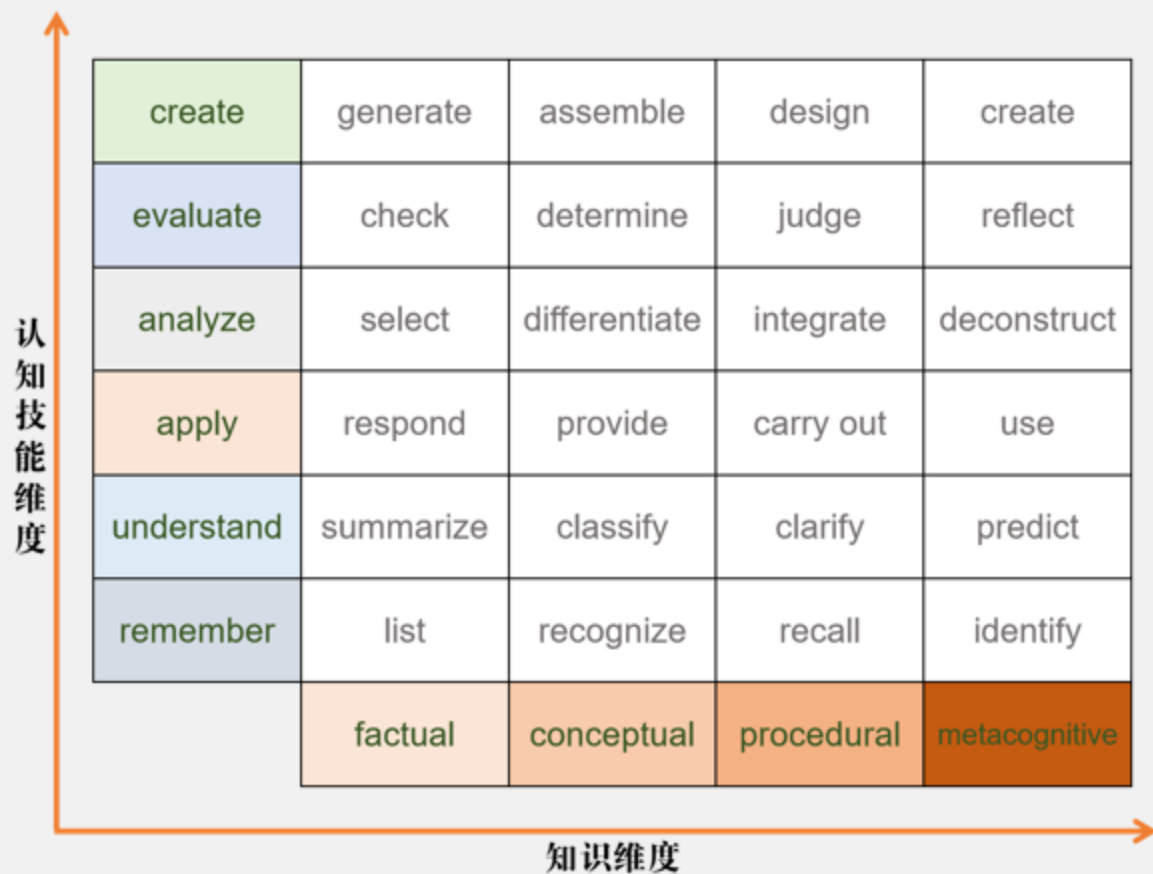 create generate assemble design create
evaluate check determine judge reflect
analyze select differentiate integrate deconstruct
apply respond provide carry out use
understand summarize classify clarify predict
remember list recognize recall identify
factual conceptual procedural metacognitive
认知技能维度
知识维度